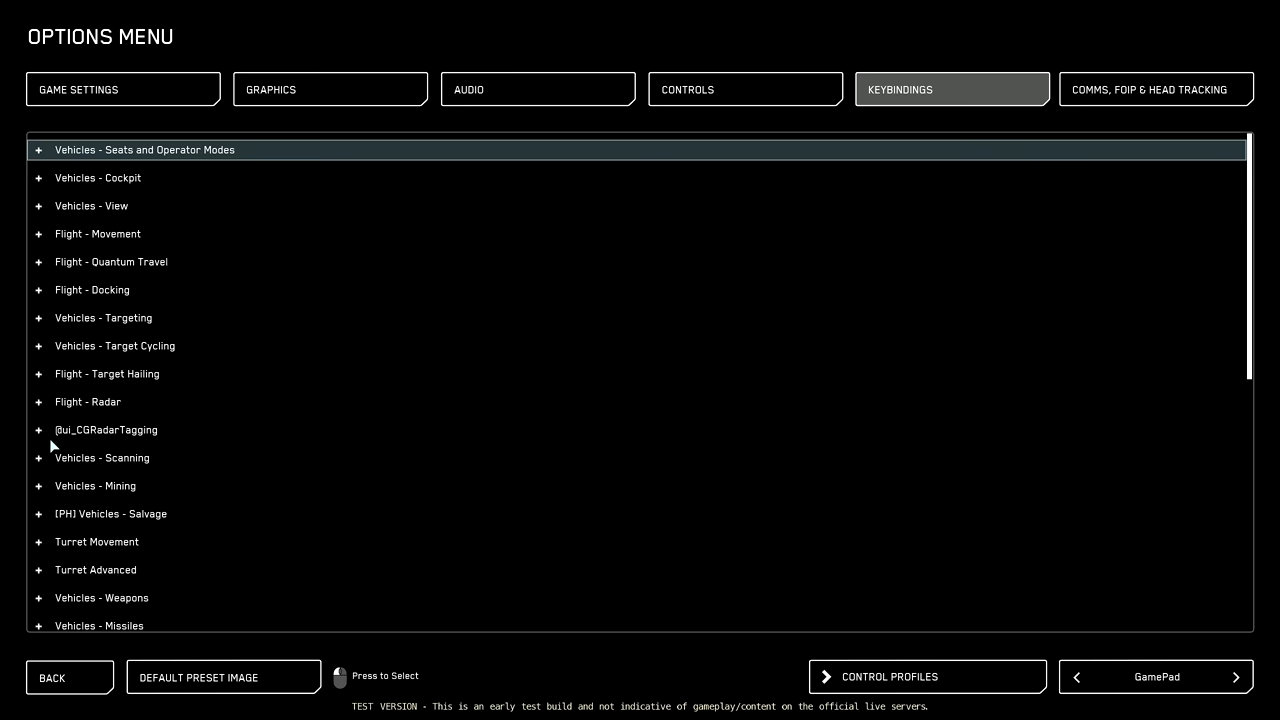 OPTIONS MENU
GAME SETTINGS
GRAPHICS
AUDIO
CONTROLS
KEYBINDINGS
COMMS, FOIP & HEAD TRACKING
+ Vehicles - Seats and Operator Modes
+ Vehicles - Cockpit
+ Vehicles - View
+ Flight - Movement
+ Flight - Quantum Travel
+ Flight - Docking
+ Vehicles - Targeting
+ Vehicles - Target Cycling
+ Flight - Target Hailing
+ Flight - Radar
+ @ui_CGRadarTagging
+ Vehicles - Scanning
+ Vehicles - Mining
+ [PH] Vehicles - Salvage
+ Turret Movement
+ Turret Advanced
+ Vehicles - Weapons
+ Vehicles - Missiles
BACK
DEFAULT PRESET IMAGE
Press to Select
CONTROL PROFILES
GamePad
TEST VERSION - This is an early test build and not indicative of gameplay/content on the official live servers.